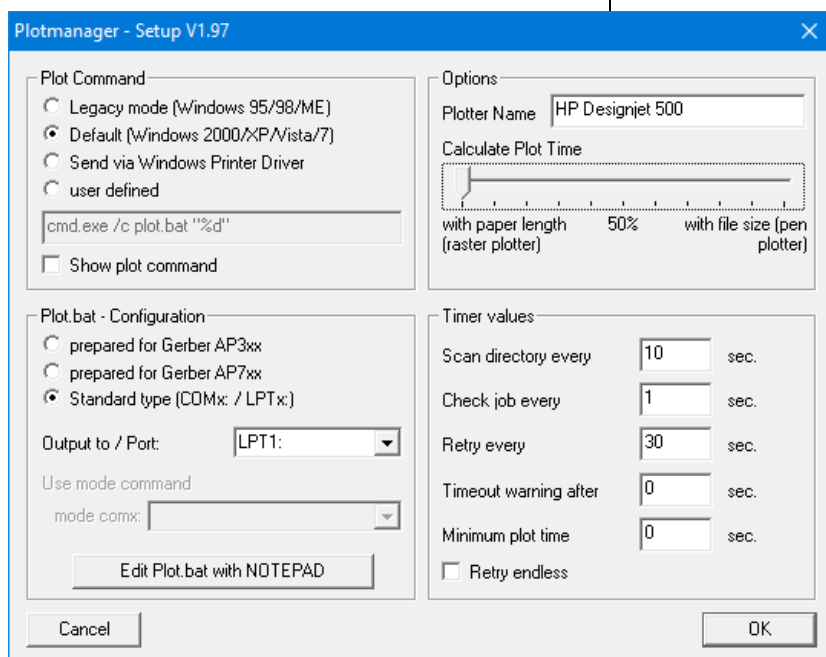 Plotmanager - Setup V1.97
Plot Command
Legacy mode (Windows 95/98/ME)
Default (Windows 2000/XP/Vista/7)
Send via Windows Printer Driver
user defined
cmd.exe /c plot.bat "%d"
Show plot command
Options
Plotter Name HP Designjet 500
Calculate Plot Time
with paper length 50% with file size (pen
(raster plotter) plotter)
Plot.bat - Configuration
prepared for Gerber AP3xx
prepared for Gerber AP7xx
Standard type (COMx: / LPTx:)
Output to / Port: LPT1:
Use mode command
mode comx:
Edit Plot.bat with NOTEPAD
Timer values
Scan directory every 10 sec.
Check job every 1 sec.
Retry every 30 sec.
Timeout warning after 0 sec.
Minimum plot time 0 sec.
Retry endless
Cancel OK